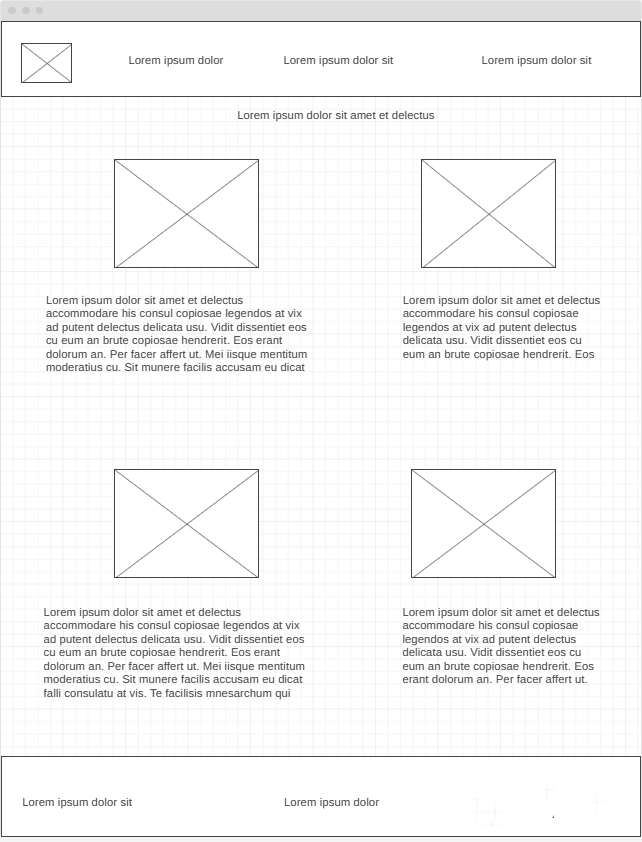 Lorem ipsum dolor
Lorem ipsum dolor sit
Lorem ipsum dolor sit
Lorem ipsum dolor sit amet et delectus
Lorem ipsum dolor sit amet et delectus
accommodare his consul copiosae legendos at vix
ad putent delectus delicata usu. Vidit dissentiet eos
cu eum an brute copiosae hendrerit. Eos erant
dolorum an. Per facer affert ut. Mei iisque mentitum
moderatius cu. Sit munere facilis accusam eu dicat
Lorem ipsum dolor sit amet et delectus
accommodare his consul copiosae
legendos at vix ad putent delectus
delicata usu. Vidit dissentiet eos cu
eum an brute copiosae hendrerit. Eos
Lorem ipsum dolor sit amet et delectus
accommodare his consul copiosae legendos at vix
ad putent delectus delicata usu. Vidit dissentiet eos
cu eum an brute copiosae hendrerit. Eos erant
dolorum an. Per facer affert ut. Mei iisque mentitum
moderatius cu. Sit munere facilis accusam eu dicat
falli consulatu at vis. Te facilisis mnesarchum qui
Lorem ipsum dolor sit amet et delectus
accommodare his consul copiosae
legendos at vix ad putent delectus
delicata usu. Vidit dissentiet eos cu
eum an brute copiosae hendrerit. Eos
erant dolorum an. Per facer affert ut.
Lorem ipsum dolor sit
Lorem ipsum dolor